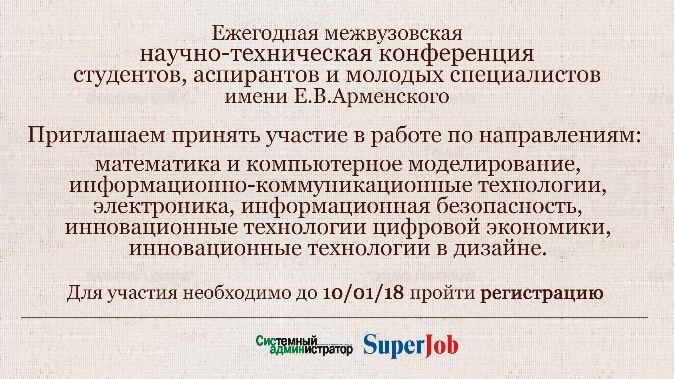 Ежегодная межвузовская
научно-техническая конференция
студентов, аспирантов и молодых специалистов
имени Е.В.Арменского
Приглашаем принять участие в работе по направлениям:
математика и компьютерное моделирование,
информационно-коммуникационные технологии,
электроника, информационная безопасность,
инновационные технологии цифровой экономики,
инновационные технологии в дизайне.
Для участия необходимо до 10/01/18 пройти регистрацию
Системный
администратор
SuperJob